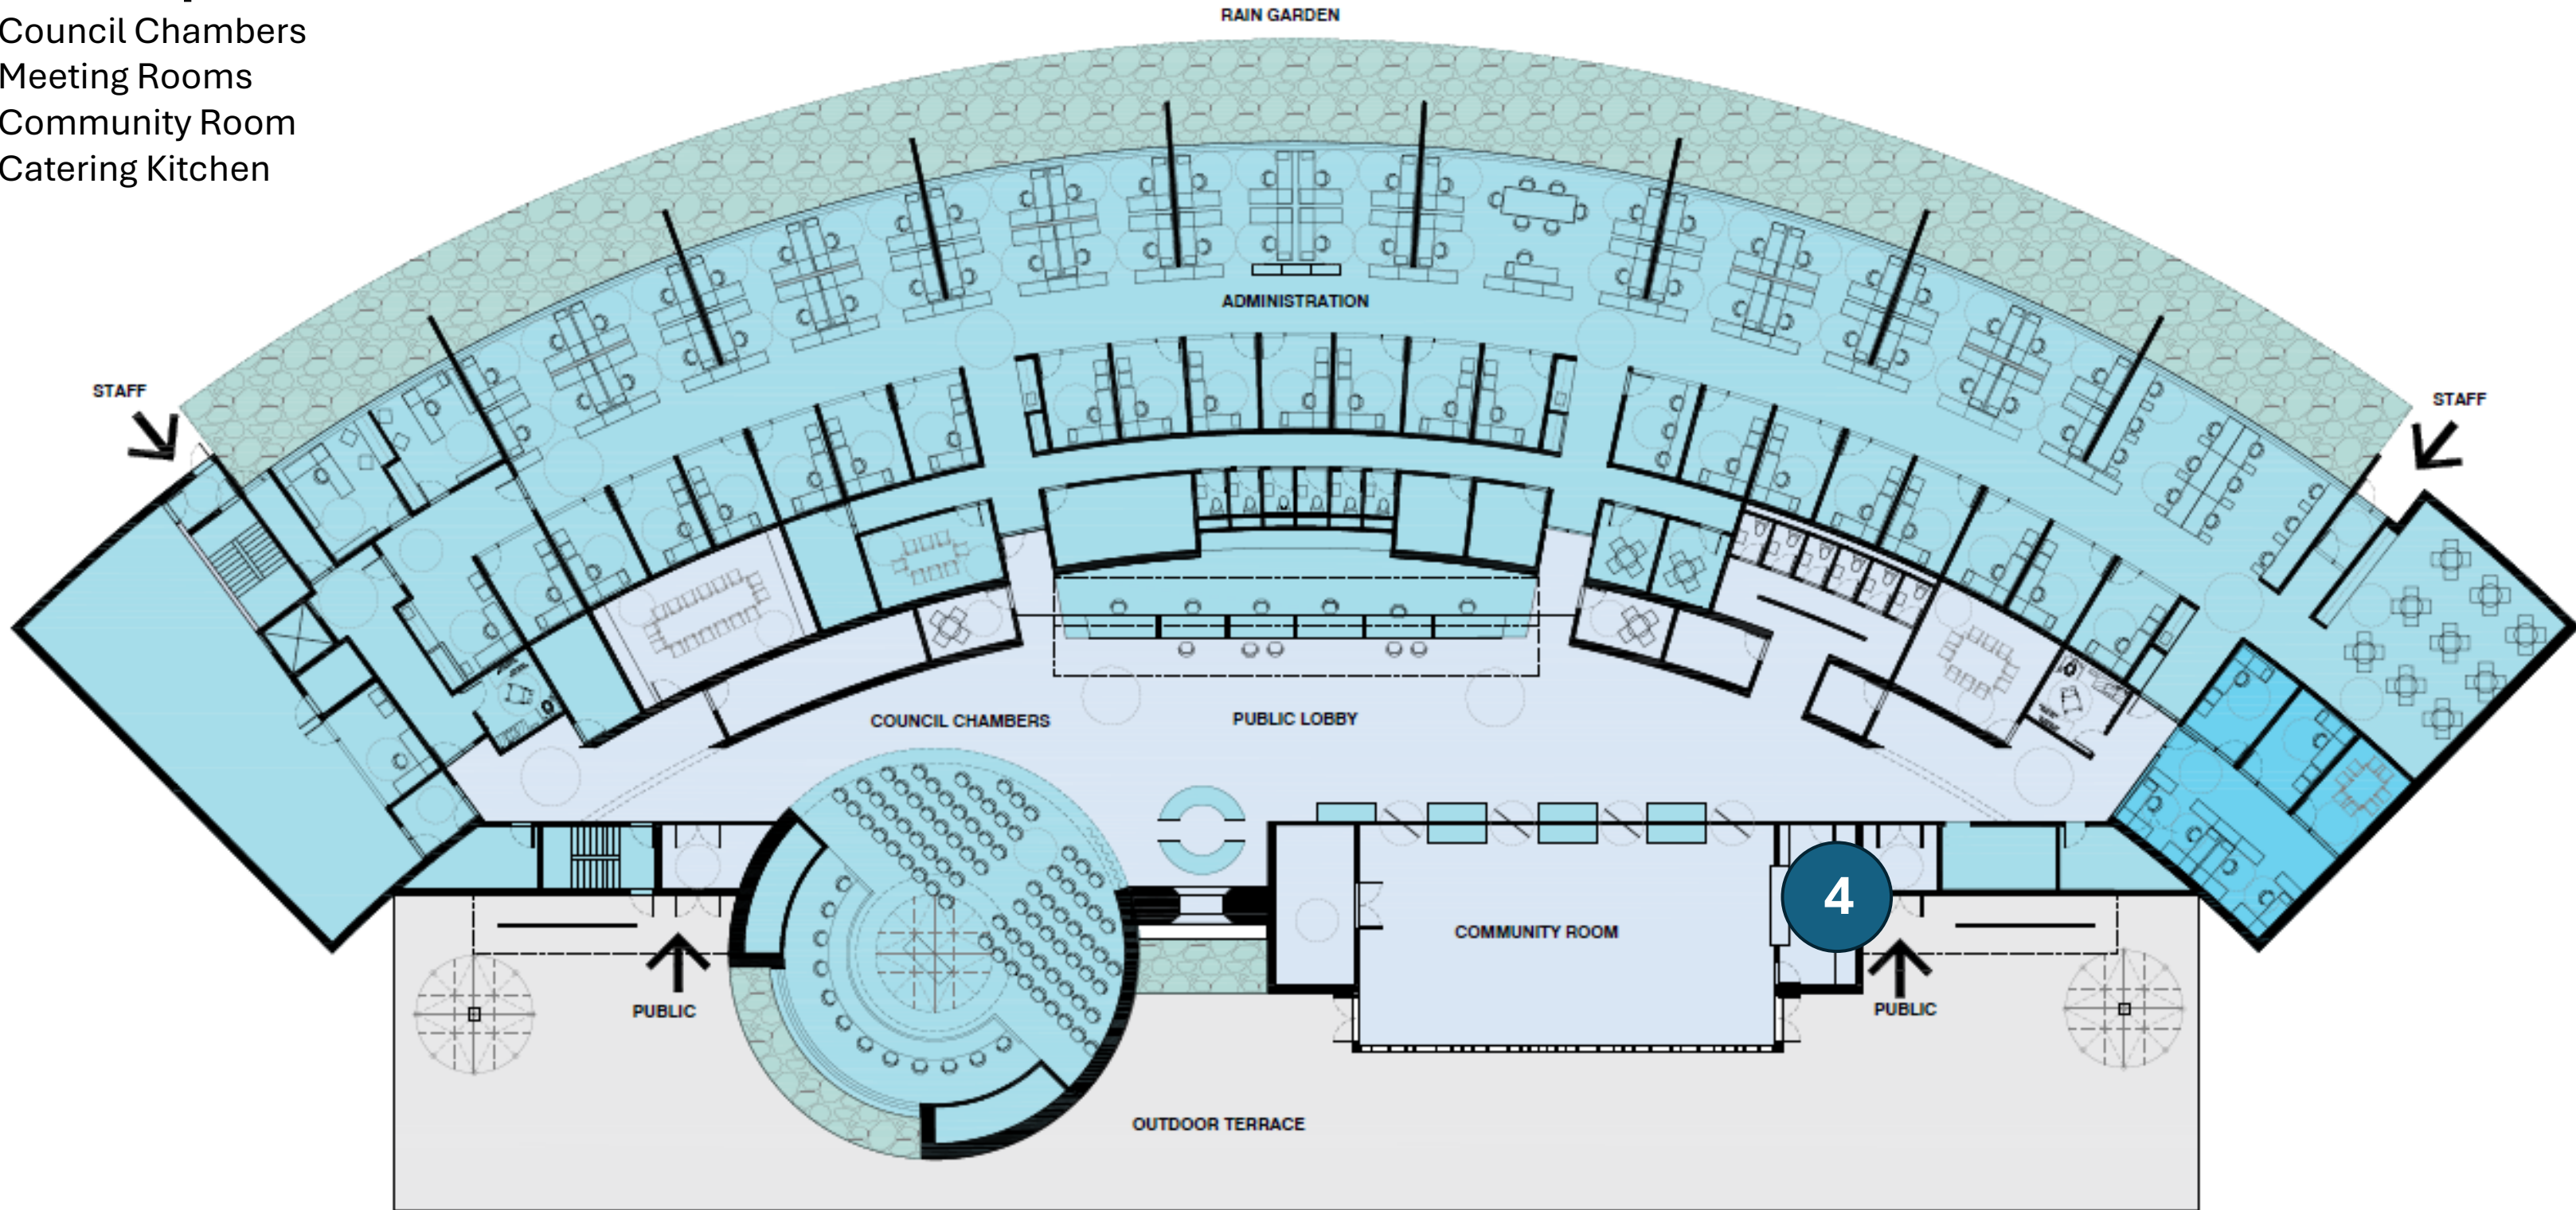 Council Chambers
Meeting Rooms
Community Room
Catering Kitchen
RAIN GARDEN
ADMINISTRATION
STAFF
STAFF
COUNCIL CHAMBERS
PUBLIC LOBBY
4
COMMUNITY ROOM
PUBLIC
PUBLIC
OUTDOOR TERRACE